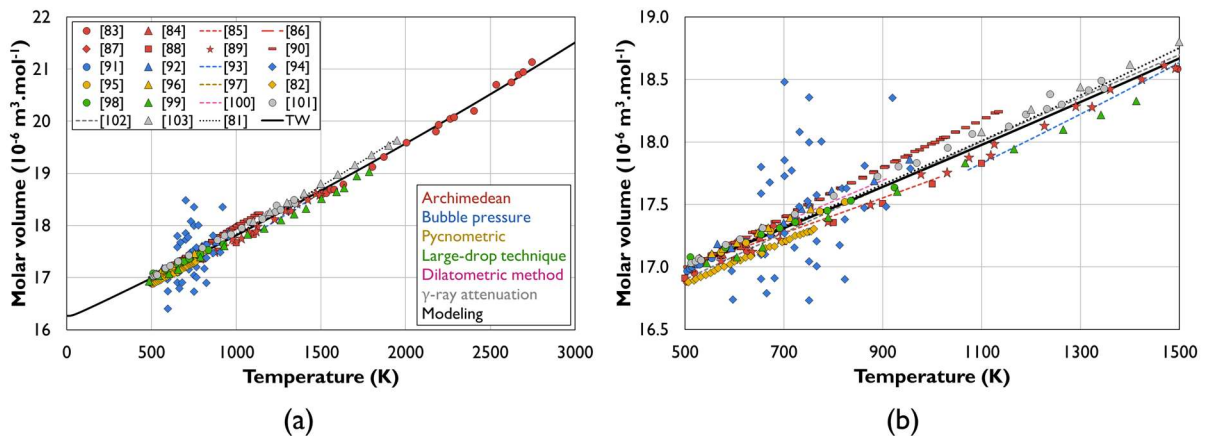 22
21
20
19
18
17
16
Molar volume (10⁻⁶ m³.mol⁻¹)
[83] [84] [85] [86]
[87] [88] [89] [90]
[91] [92] [93] [94]
[95] [96] [97] [82]
[98] [99] [100] [101]
[102] [103] [81] TW
Archimedean
Bubble pressure
Pycnometric
Large-drop technique
Dilatometric method
γ-ray attenuation
Modeling
0 500 1000 1500 2000 2500 3000
Temperature (K)
(a)
19.0
18.5
18.0
17.5
17.0
16.5
Molar volume (10⁻⁶ m³.mol⁻¹)
500 700 900 1100 1300 1500
Temperature (K)
(b)